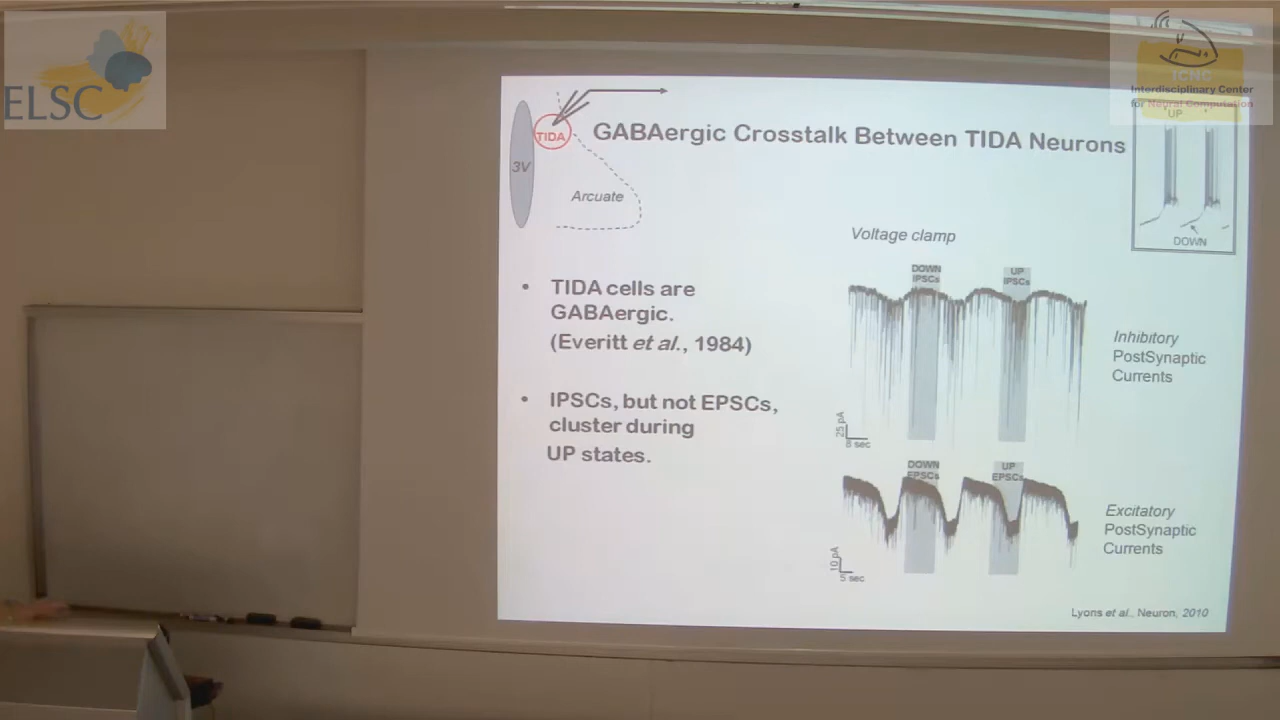 ELSC
ICNC
Interdisciplinary Center
for Neural Computation
UP
DOWN
TIDA
3V
Arcuate
GABAergic Crosstalk Between TIDA Neurons
Voltage clamp
• TIDA cells are
GABAergic.
(Everitt et al., 1984)
• IPSCs, but not EPSCs,
cluster during
UP states.
DOWN
IPSCs
UP
IPSCs
25 pA
8 sec
Inhibitory
PostSynaptic
Currents
DOWN
EPSCs
UP
EPSCs
10 pA
5 sec
Excitatory
PostSynaptic
Currents
Lyons et al., Neuron, 2010